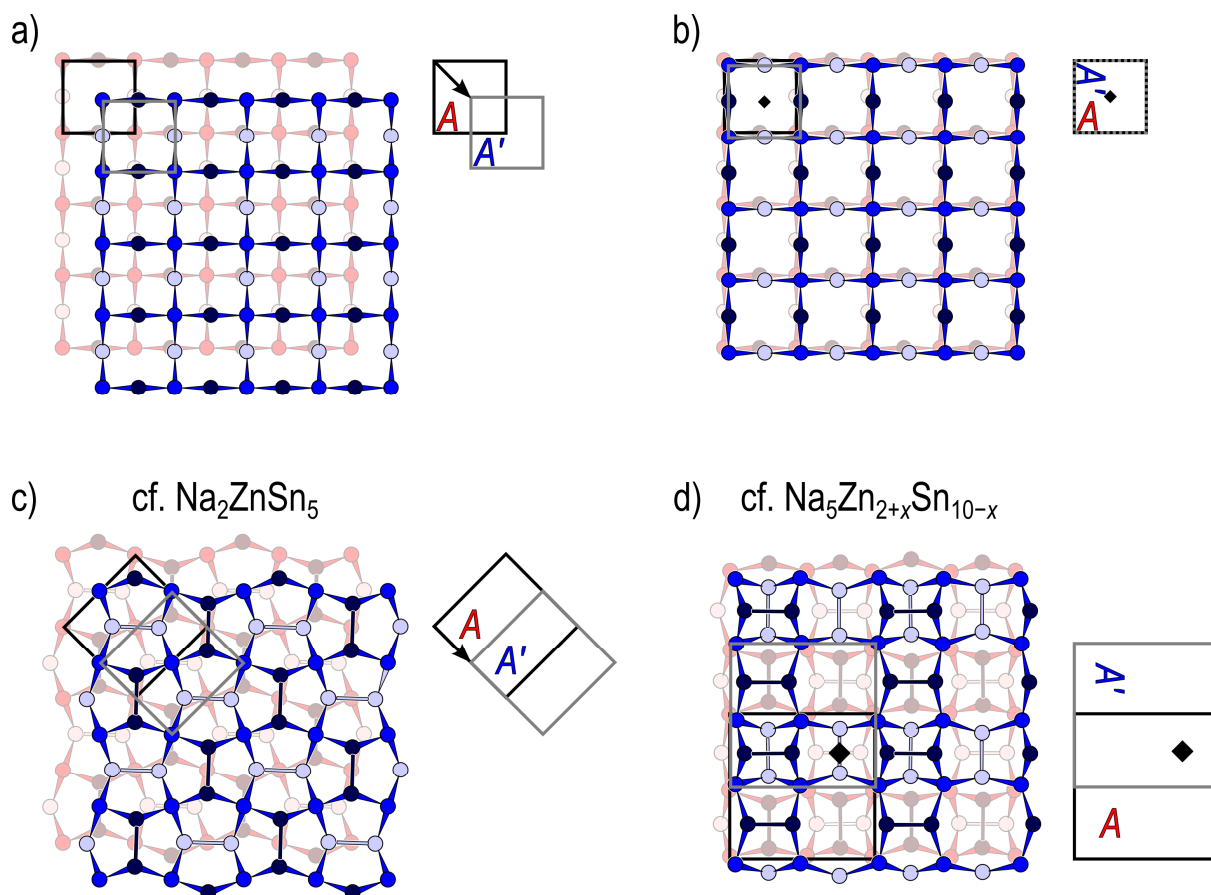 a)
A
A'
b)
A'
A
c) cf. Na₂ZnSn₅
A
A'
d) cf. Na₅Zn₂₊ₓSn₁₀₋ₓ
A'
A